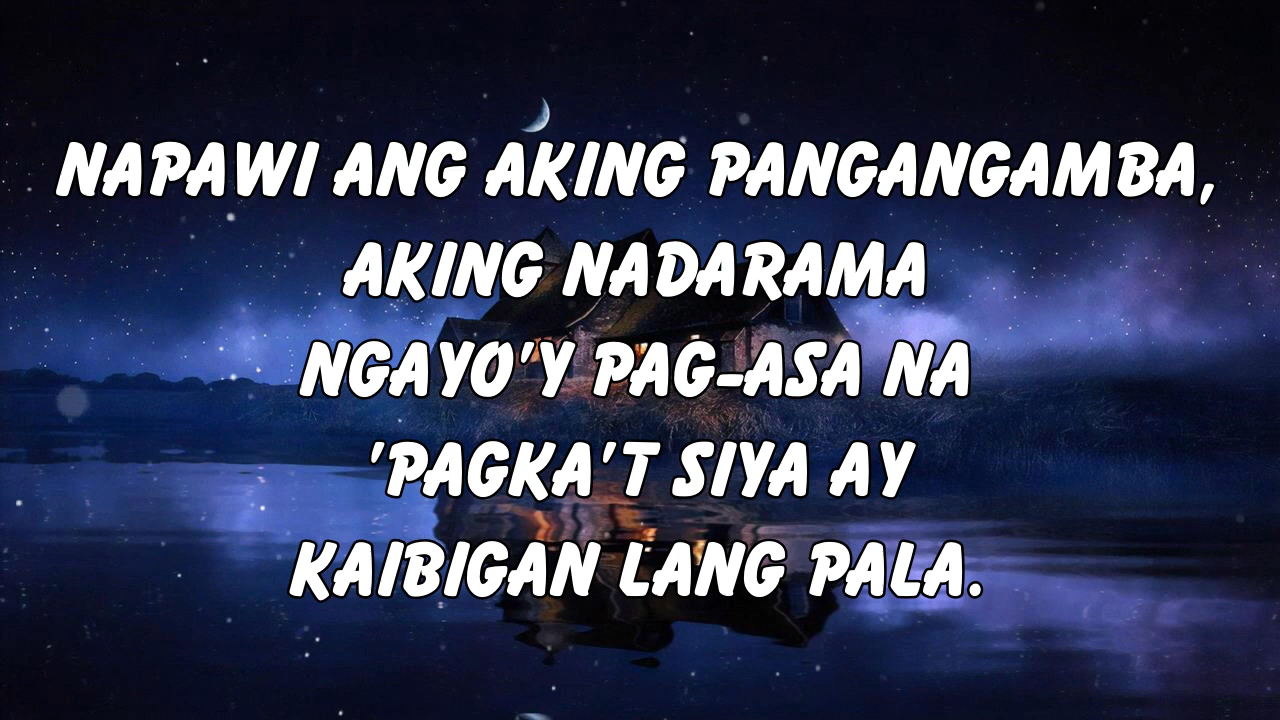 NAPAWI ANG AKING PANGANGAMBA,
AKING NADARAMA
NGAYO'Y PAG-ASA NA
'PAGKA'T SIYA AY
KAIBIGAN LANG PALA.